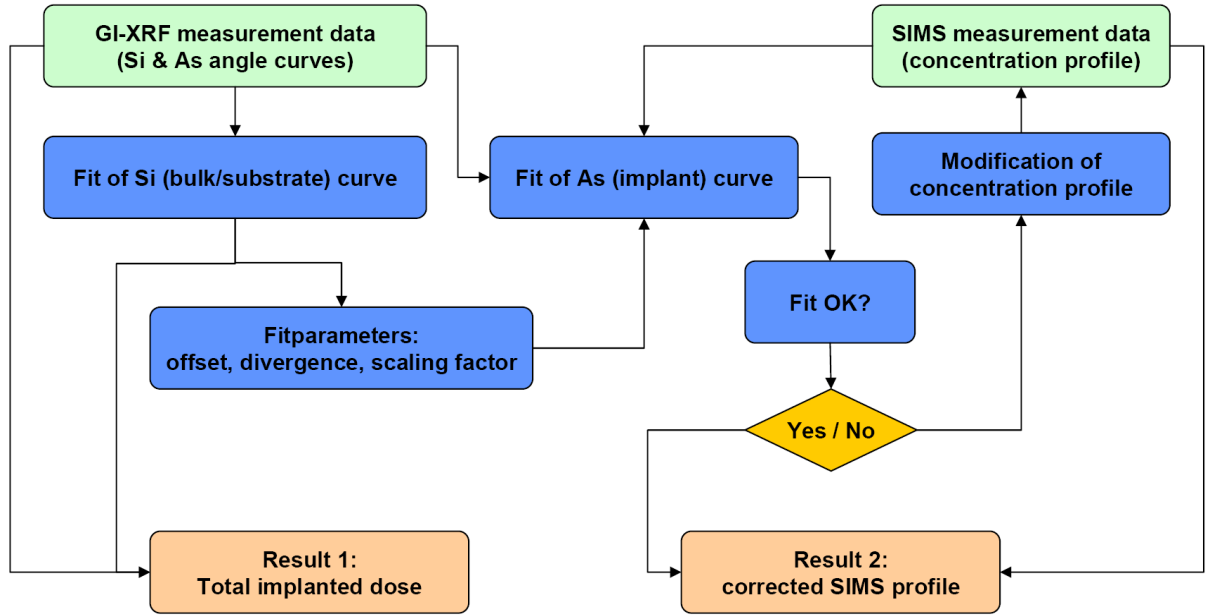 GI-XRF measurement data
(Si & As angle curves)
SIMS measurement data
(concentration profile)
Fit of Si (bulk/substrate) curve
Fit of As (implant) curve
Modification of
concentration profile
Fit OK?
Fitparameters:
offset, divergence, scaling factor
Yes / No
Result 1:
Total implanted dose
Result 2:
corrected SIMS profile